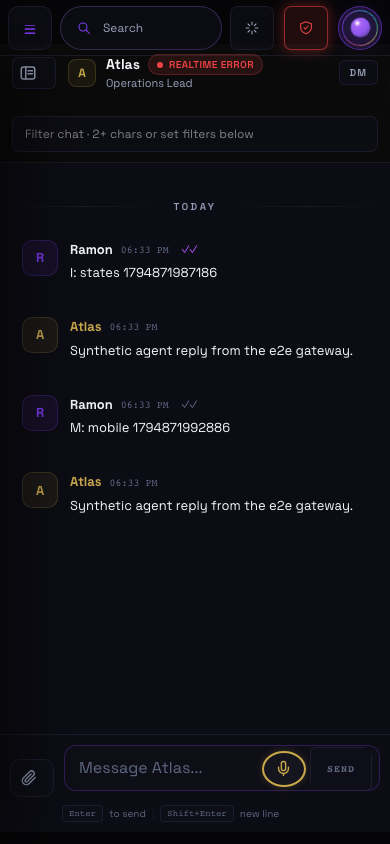 Search
A
Atlas
REALTIME ERROR
Operations Lead
DM
Filter chat · 2+ chars or set filters below
TODAY
R
Ramon 06:33 PM
I: states 1794871987186
A
Atlas 06:33 PM
Synthetic agent reply from the e2e gateway.
R
Ramon 06:33 PM
M: mobile 1794871992886
A
Atlas 06:33 PM
Synthetic agent reply from the e2e gateway.
Message Atlas...
SEND
Enter to send Shift+Enter new line